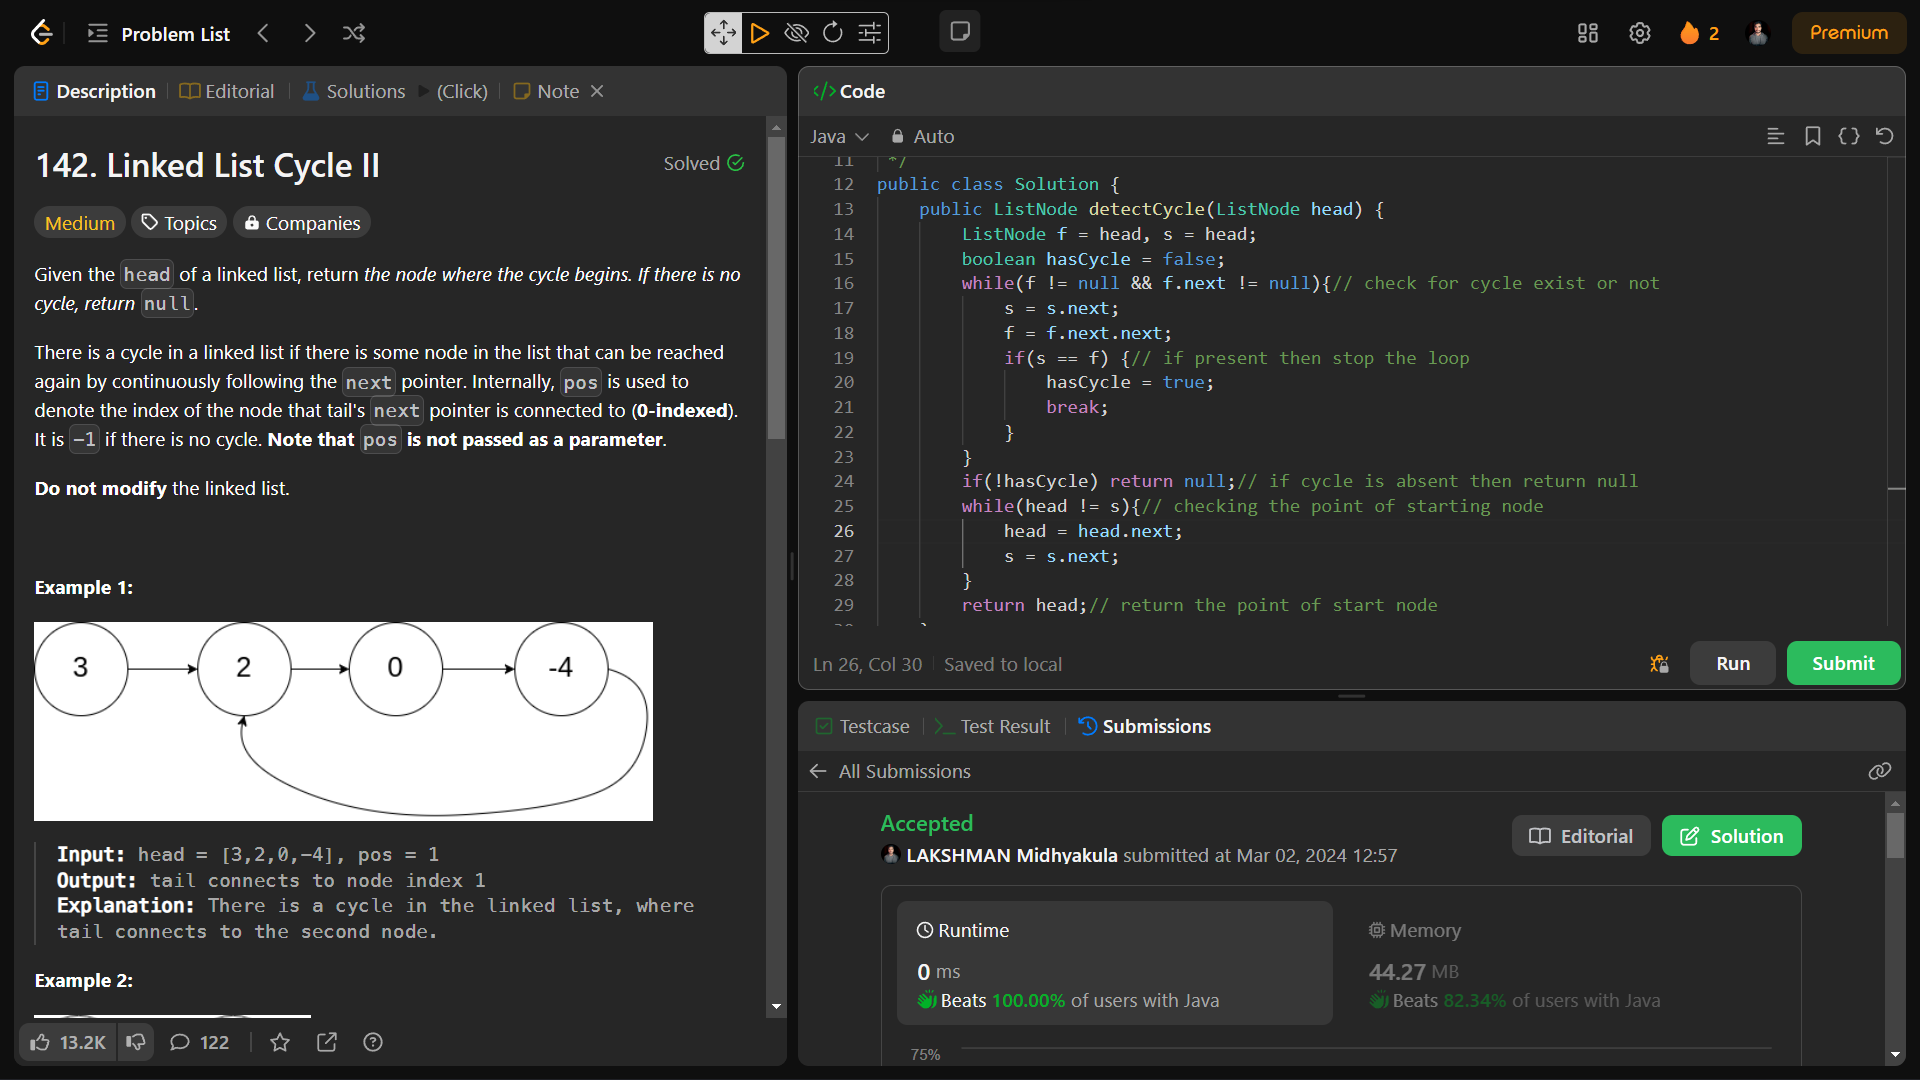 Problem List
2
Premium
Description
Editorial
Solutions
(Click)
Note
142. Linked List Cycle II
Solved
Medium
Topics
Companies
Given the head of a linked list, return the node where the cycle begins. If there is no
cycle, return null.
There is a cycle in a linked list if there is some node in the list that can be reached
again by continuously following the next pointer. Internally, pos is used to
denote the index of the node that tail's next pointer is connected to (0-indexed).
It is -1 if there is no cycle. Note that pos is not passed as a parameter.
Do not modify the linked list.
Example 1:
3
2
0
-4
Input: head = [3,2,0,-4], pos = 1
Output: tail connects to node index 1
Explanation: There is a cycle in the linked list, where
tail connects to the second node.
Example 2:
13.2K
122
</> Code
Java
Auto
11 */
12 public class Solution {
13 public ListNode detectCycle(ListNode head) {
14 ListNode f = head, s = head;
15 boolean hasCycle = false;
16 while(f != null && f.next != null){// check for cycle exist or not
17 s = s.next;
18 f = f.next.next;
19 if(s == f) {// if present then stop the loop
20 hasCycle = true;
21 break;
22 }
23 }
24 if(!hasCycle) return null;// if cycle is absent then return null
25 while(head != s){// checking the point of starting node
26 head = head.next;
27 s = s.next;
28 }
29 return head;// return the point of start node
Ln 26, Col 30
Saved to local
Run
Submit
Testcase
Test Result
Submissions
All Submissions
Accepted
LAKSHMAN Midhyakula submitted at Mar 02, 2024 12:57
Editorial
Solution
Runtime
0 ms
Beats 100.00% of users with Java
Memory
44.27 MB
Beats 82.34% of users with Java
75%